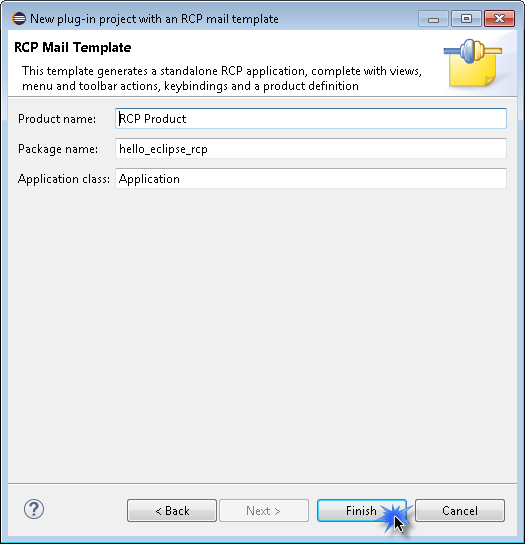 New plug-in project with an RCP mail template
RCP Mail Template
This template generates a standalone RCP application, complete with views,
menu and toolbar actions, keybindings and a product definition
Product name: RCP Product
Package name: hello_eclipse_rcp
Application class: Application
? < Back Next > Finish Cancel